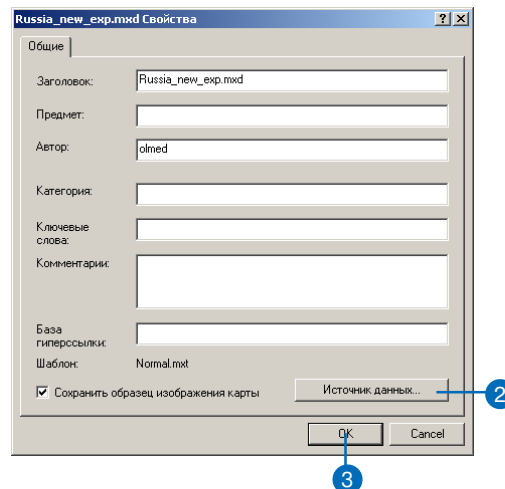 Russia_new_exp.mxd Свойства
Общие
Заголовок: Russia_new_exp.mxd
Предмет:
Автор: olmed
Категория:
Ключевые
слова:
Комментарии:
База
гиперссылки:
Шаблон: Normal.mxt
Сохранить образец изображения карты Источник данных... 2
OK Cancel
3